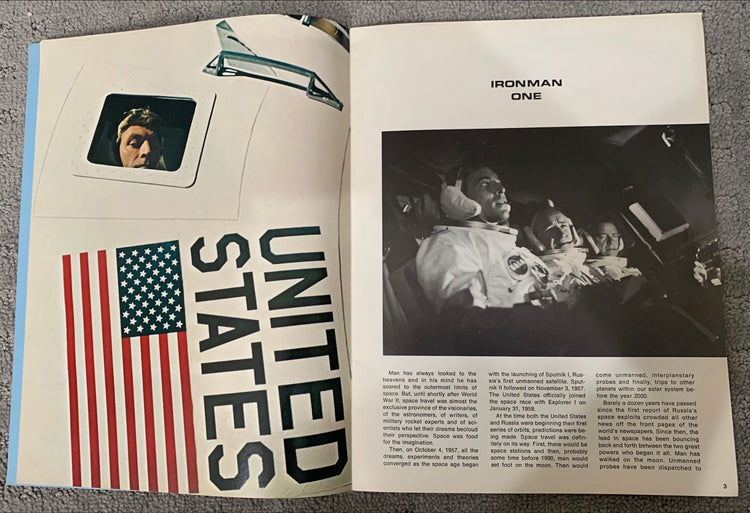 UNITED
STATES
IRONMAN
ONE
Man has always looked to the
heavens and in his mind he has
soared to the outermost limits of
space. But, until shortly after World
War II, space travel was almost the
exclusive province of the visionaries,
of the astronomers, of writers, of
military rocket experts and of sci-
entists who let their dreams becloud
their perspective. Space was food
for the imagination.
Then, on October 4, 1957, all the
dreams, experiments and theories
converged as the space age began
with the launching of Sputnik I, Rus-
sia's first unmanned satellite. Sput-
nik II followed on November 3, 1957.
The United States officially joined
the space race with Explorer I on
January 31, 1958.
At the time both the United States
and Russia were beginning their first
series of orbits, predictions were be-
ing made. Space travel was defin-
itely on its way. First, there would be
space stations and then, probably
some time before 1990, man would
set foot on the moon. Then would
come unmanned, interplanetary
probes and finally, trips to other
planets within our solar system be-
fore the year 2000.
Barely a dozen years have passed
since the first report of Russia's
space exploits crowded all other
news off the front pages of the
world's newspapers. Since then, the
lead in space has been bouncing
back and forth between the two great
powers who began it all. Man has
walked on the moon. Unmanned
probes have been dispatched to
3